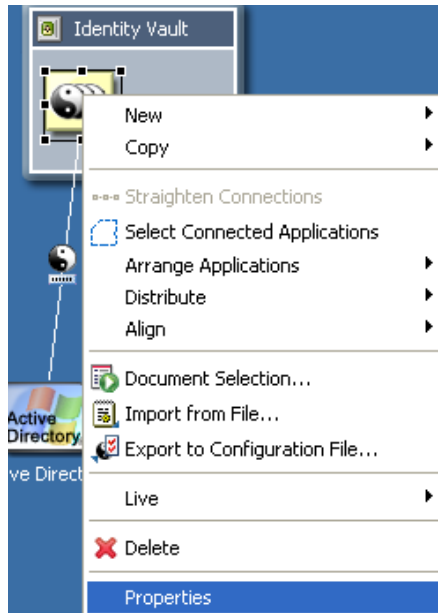 Identity Vault
New
Copy
Straighten Connections
Select Connected Applications
Arrange Applications
Distribute
Align
Document Selection...
Import from File...
Export to Configuration File...
Active
Directory
ve Direct
Live
Delete
Properties